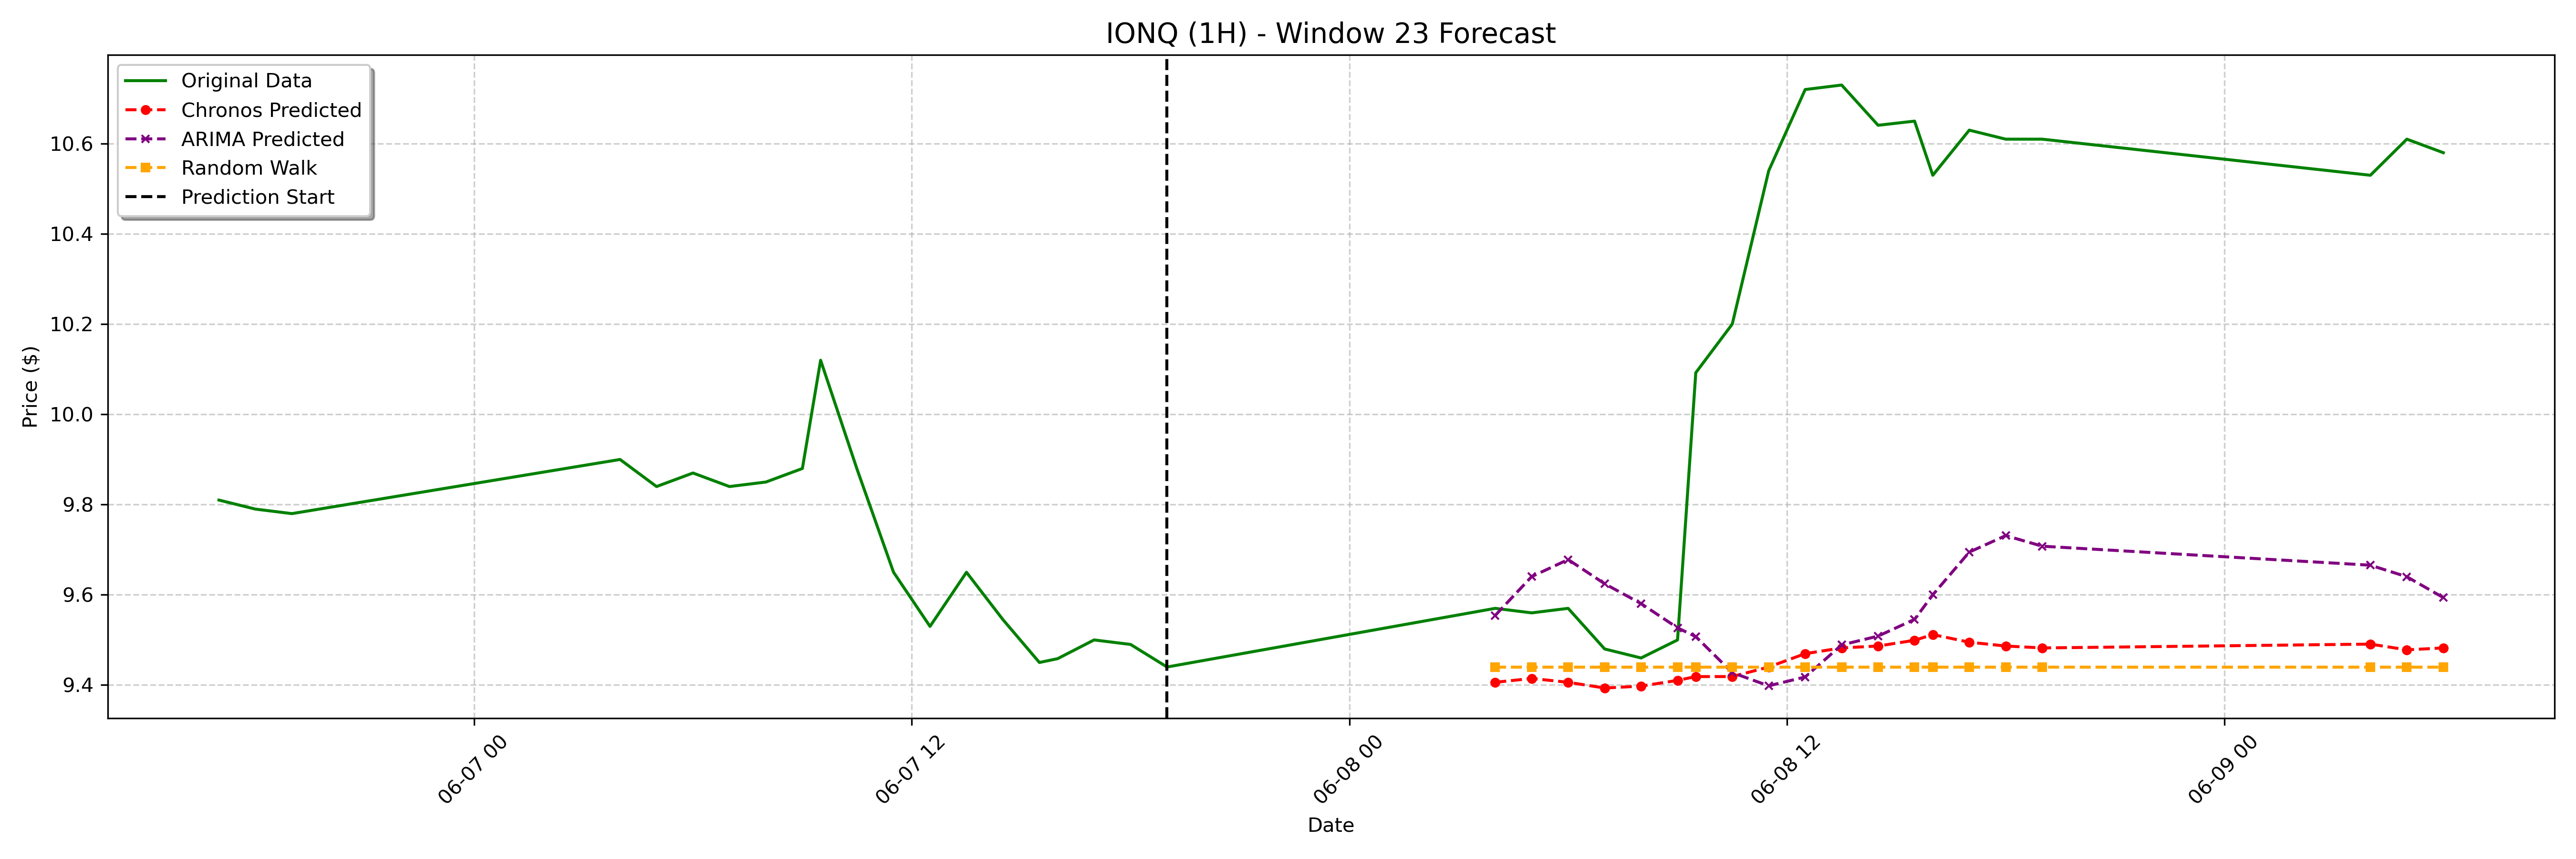 IONQ (1H) - Window 23 Forecast
Original Data
Chronos Predicted
ARIMA Predicted
Random Walk
Prediction Start
Price ($)
10.6
10.4
10.2
10.0
9.8
9.6
9.4
06-07 00
06-07 12
06-08 00
06-08 12
06-09 00
Date